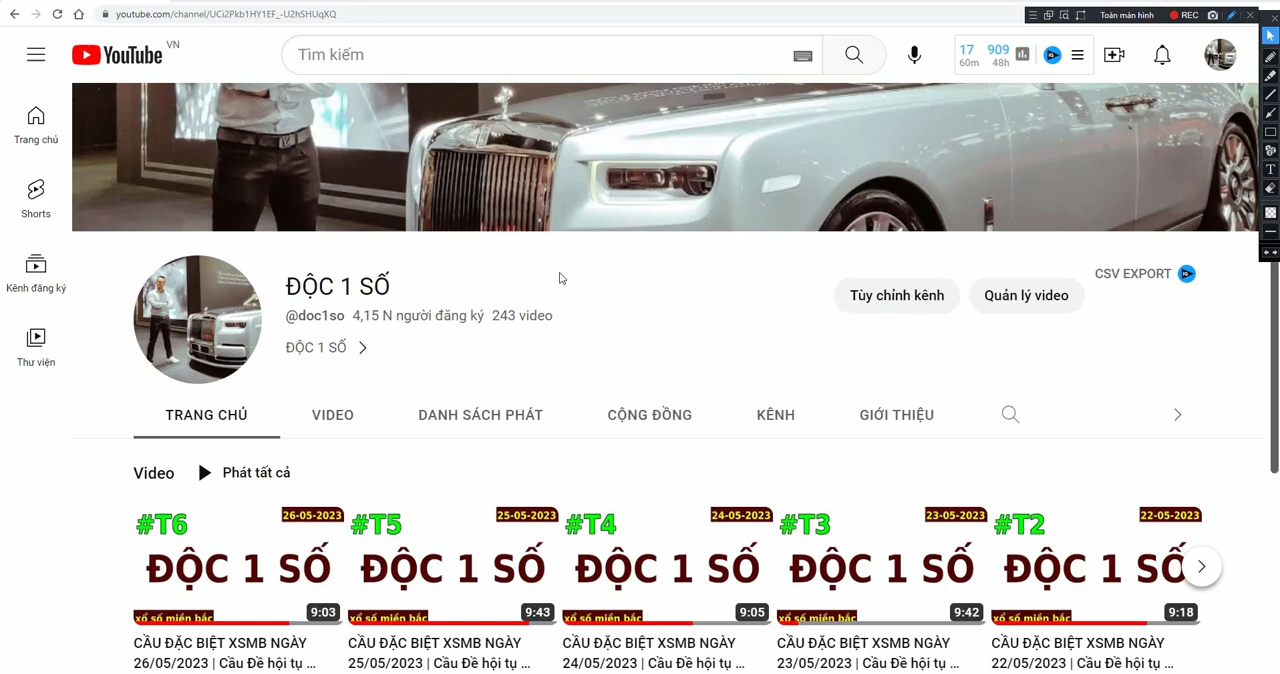 youtube.com/channel/UCi2Pkb1HY1EF_-U2hSHUqXQ
Toàn màn hình
REC
YouTube VN
Tìm kiếm
17 909
60m 48h
Trang chủ
Shorts
Kênh đăng ký
Thư viện
ĐỘC 1 SỐ
@doc1so 4,15 N người đăng ký 243 video
ĐỘC 1 SỐ
Tùy chỉnh kênh
Quản lý video
CSV EXPORT
TRANG CHỦ
VIDEO
DANH SÁCH PHÁT
CỘNG ĐỒNG
KÊNH
GIỚI THIỆU
Video
Phát tất cả
#T6
26-05-2023
ĐỘC 1 SỐ
xổ số miền bắc
9:03
CẦU ĐẶC BIỆT XSMB NGÀY
26/05/2023 | Cầu Đề hội tụ ...
#T5
25-05-2023
ĐỘC 1 SỐ
xổ số miền bắc
9:43
CẦU ĐẶC BIỆT XSMB NGÀY
25/05/2023 | Cầu Đề hội tụ ...
#T4
24-05-2023
ĐỘC 1 SỐ
xổ số miền bắc
9:05
CẦU ĐẶC BIỆT XSMB NGÀY
24/05/2023 | Cầu Đề hội tụ ...
#T3
23-05-2023
ĐỘC 1 SỐ
xổ số miền bắc
9:42
CẦU ĐẶC BIỆT XSMB NGÀY
23/05/2023 | Cầu Đề hội tụ ...
#T2
22-05-2023
ĐỘC 1 SỐ
xổ số miền bắc
9:18
CẦU ĐẶC BIỆT XSMB NGÀY
22/05/2023 | Cầu Đề hội tụ ...